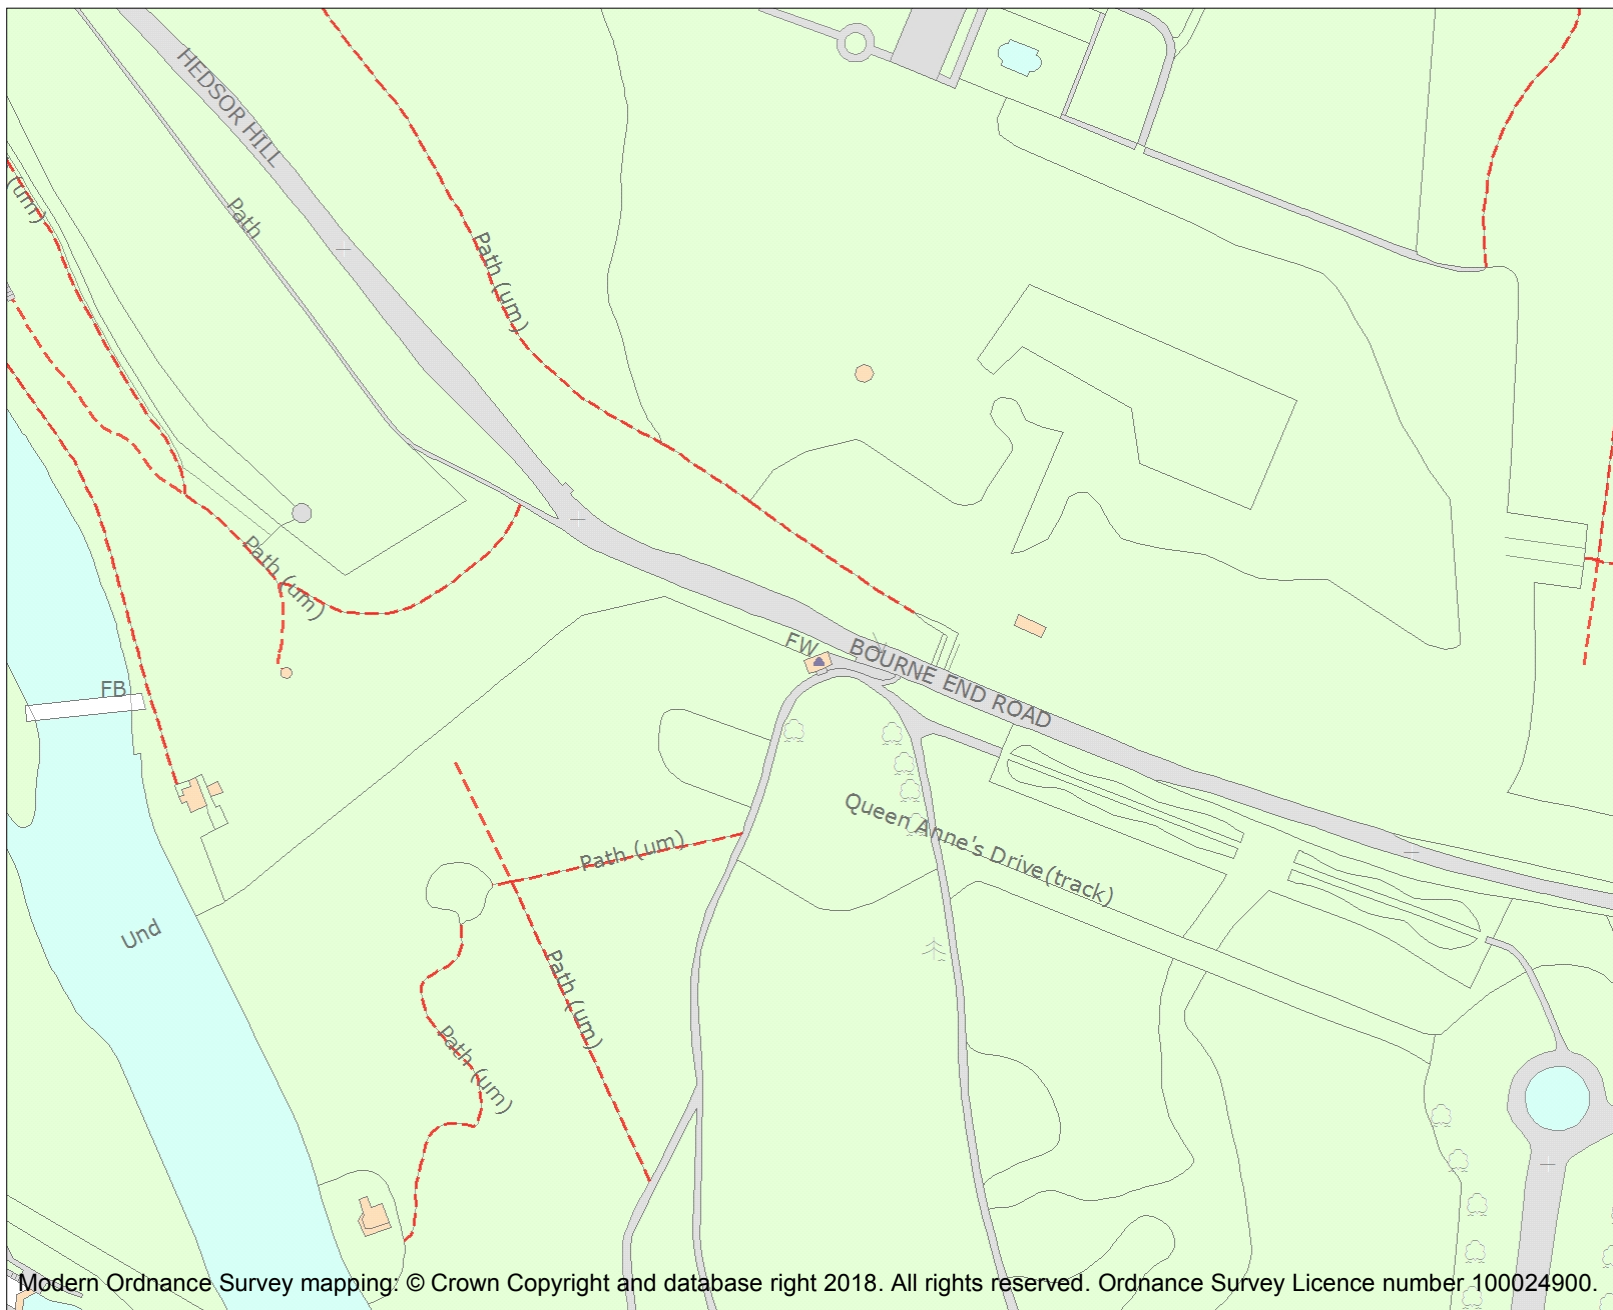 HEDSOR HILL
(um)
Path
Path (um)
Path (um)
FW
BOURNE END ROAD
FB
Queen Anne's Drive(track)
Path (um)
Und
Path (um)
Path (um)
Modern Ordnance Survey mapping: © Crown Copyright and database right 2018. All rights reserved. Ordnance Survey Licence number 100024900.